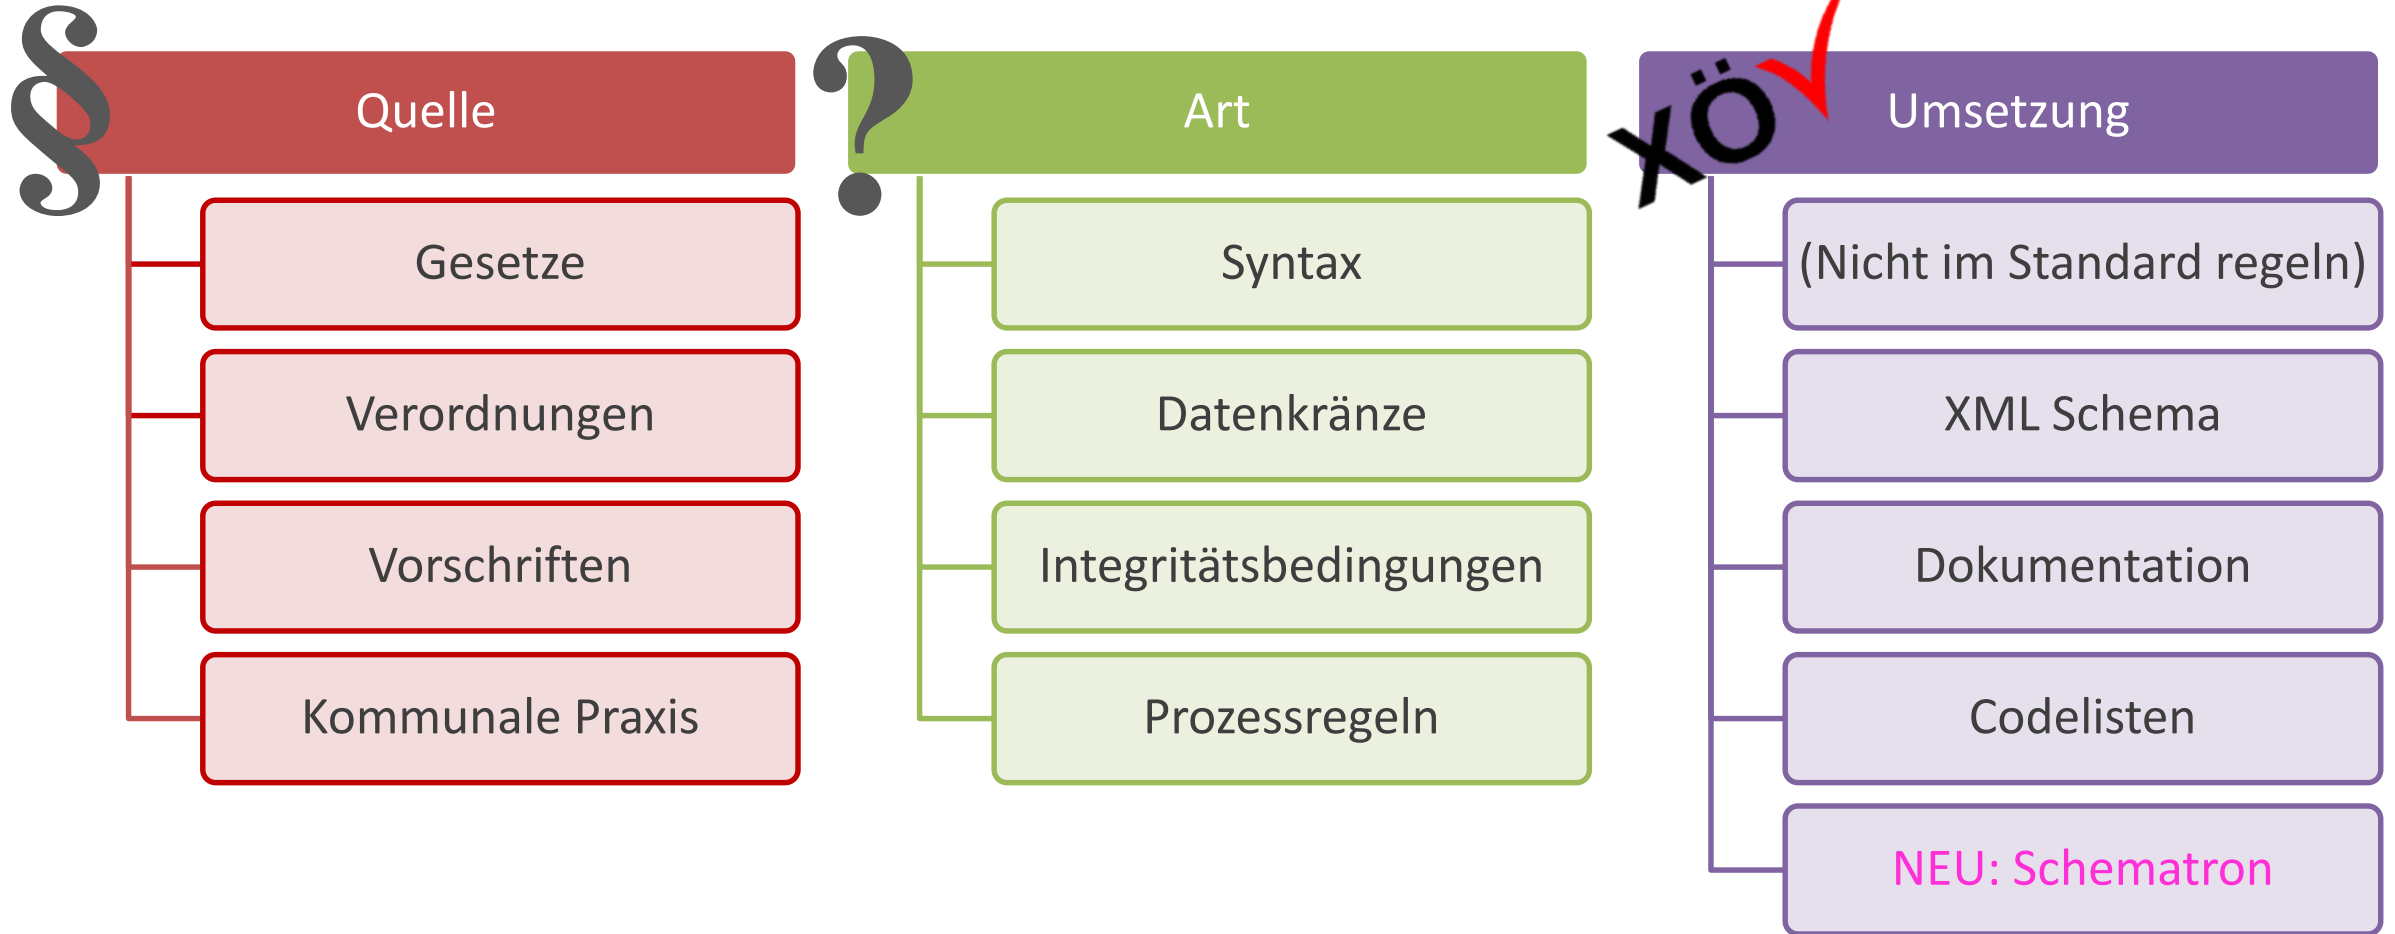 §
Quelle
Gesetze
Verordnungen
Vorschriften
Kommunale Praxis
?
Art
Syntax
Datenkränze
Integritätsbedingungen
Prozessregeln
XÖV
Umsetzung
(Nicht im Standard regeln)
XML Schema
Dokumentation
Codelisten
NEU: Schematron